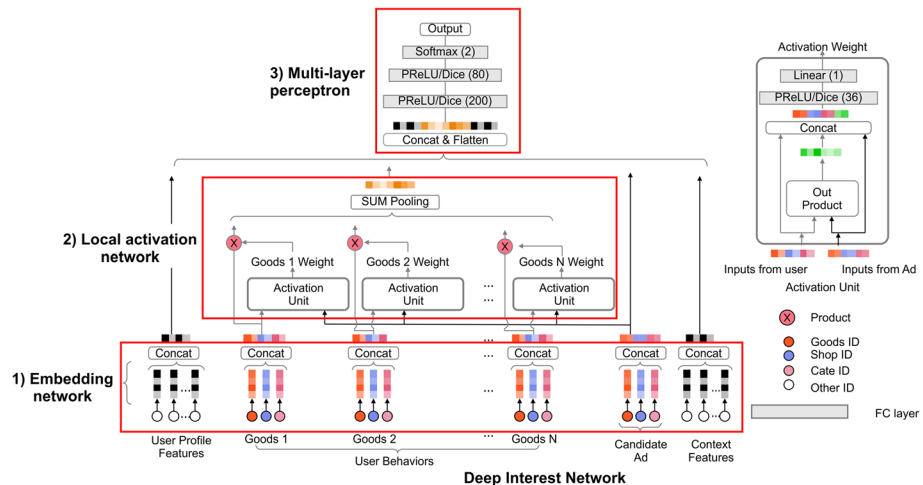 Output
Softmax (2)
PReLU/Dice (80)
PReLU/Dice (200)
Concat & Flatten
3) Multi-layer
perceptron
Activation Weight
Linear (1)
PReLU/Dice (36)
Concat
Out
Product
Inputs from user
Inputs from Ad
Activation Unit
SUM Pooling
2) Local activation
network
X
X
X
Goods 1 Weight
Goods 2 Weight
Goods N Weight
Activation
Unit
Activation
Unit
...
...
Activation
Unit
X Product
Goods ID
Shop ID
Cate ID
Other ID
FC layer
1) Embedding
network
...
Concat
Concat
Concat
...
Concat
Concat
Concat
...
...
...
User Profile
Features
Goods 1
Goods 2
...
Goods N
User Behaviors
Candidate
Ad
Context
Features
Deep Interest Network